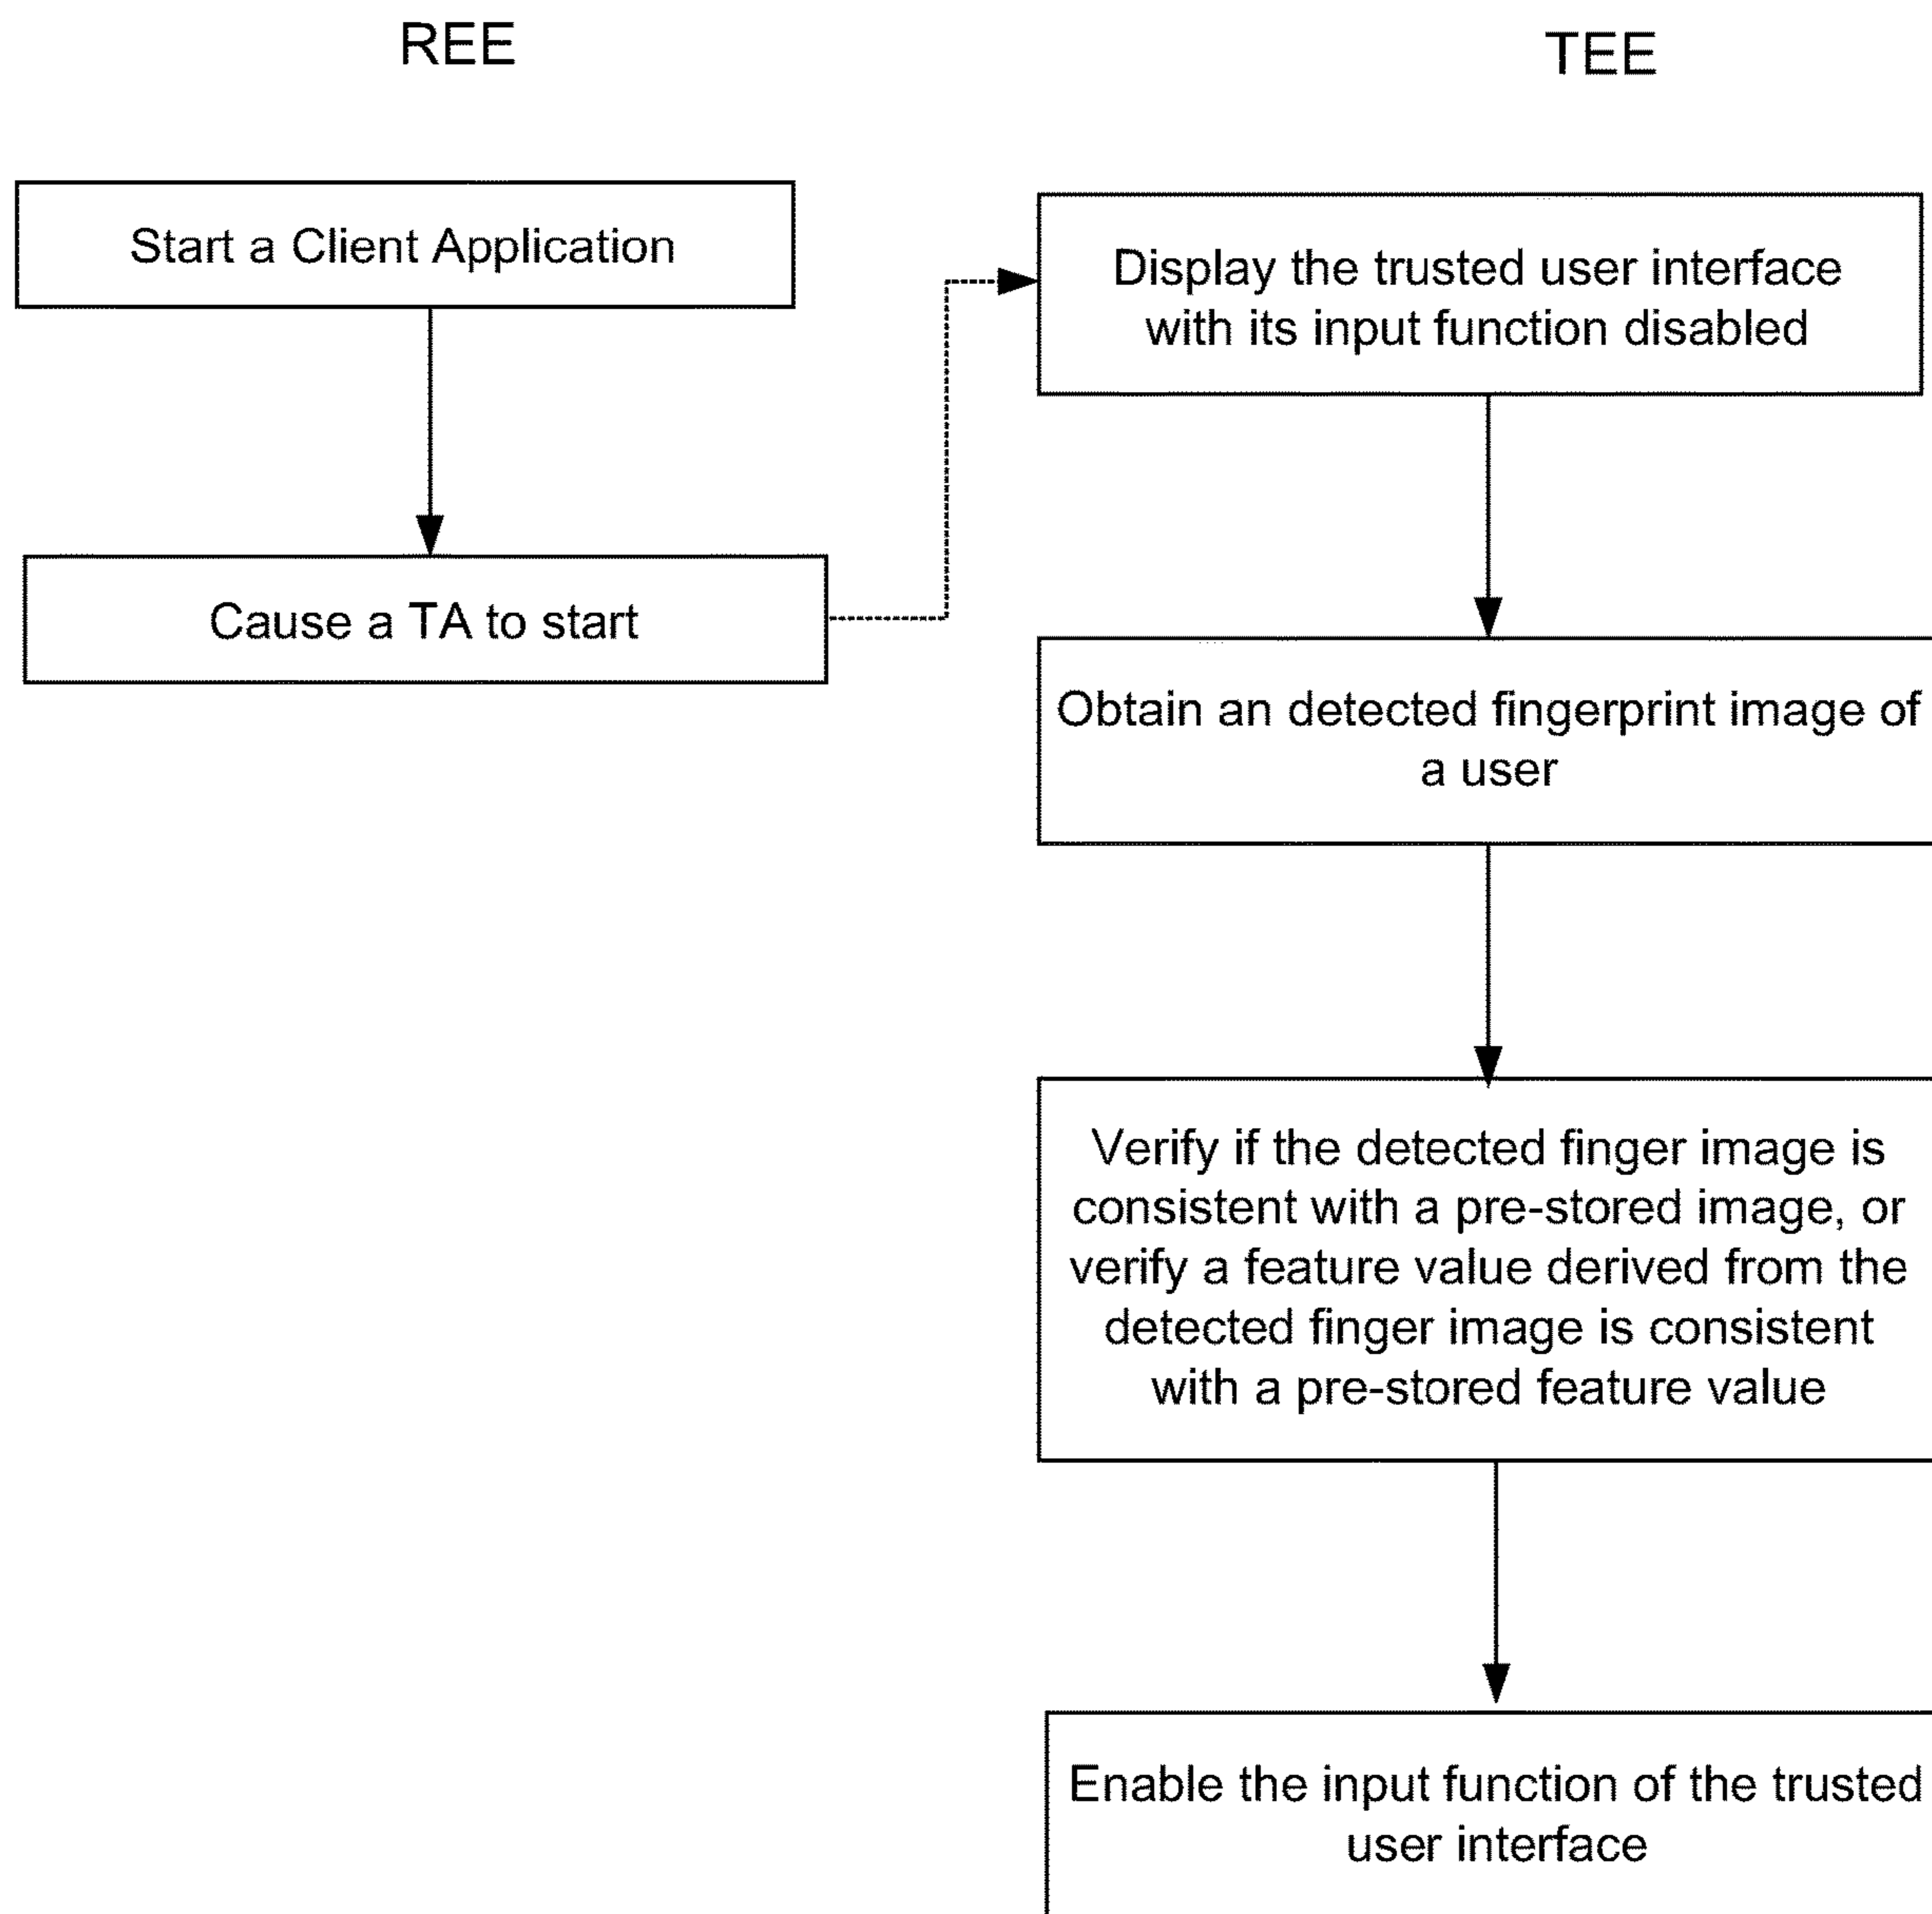 REE
TEE
Start a Client Application
Cause a TA to start
Display the trusted user interface
with its input function disabled
Obtain an detected fingerprint image of
a user
Verify if the detected finger image is
consistent with a pre-stored image, or
verify a feature value derived from the
detected finger image is consistent
with a pre-stored feature value
Enable the input function of the trusted
user interface